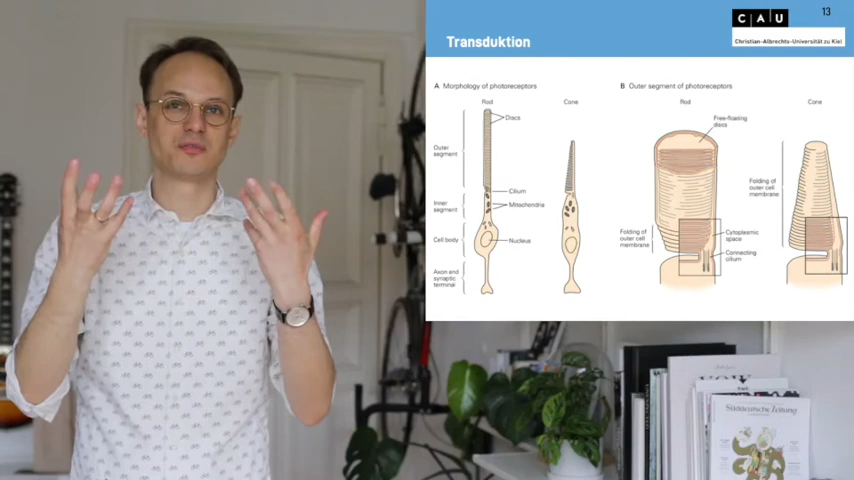 13
C A U
Christian-Albrechts-Universität zu Kiel
Transduktion
A Morphology of photoreceptors
Rod
Cone
Discs
Outer
segment
Cilium
Inner
segment
Mitochondria
Cell body
Nucleus
Axon and
synaptic
terminal
B Outer segment of photoreceptors
Rod
Cone
Free-floating
discs
Folding of
outer cell
membrane
Folding of
outer cell
membrane
Cytoplasmic
space
Connecting
cilium
Süddeutsche Zeitung